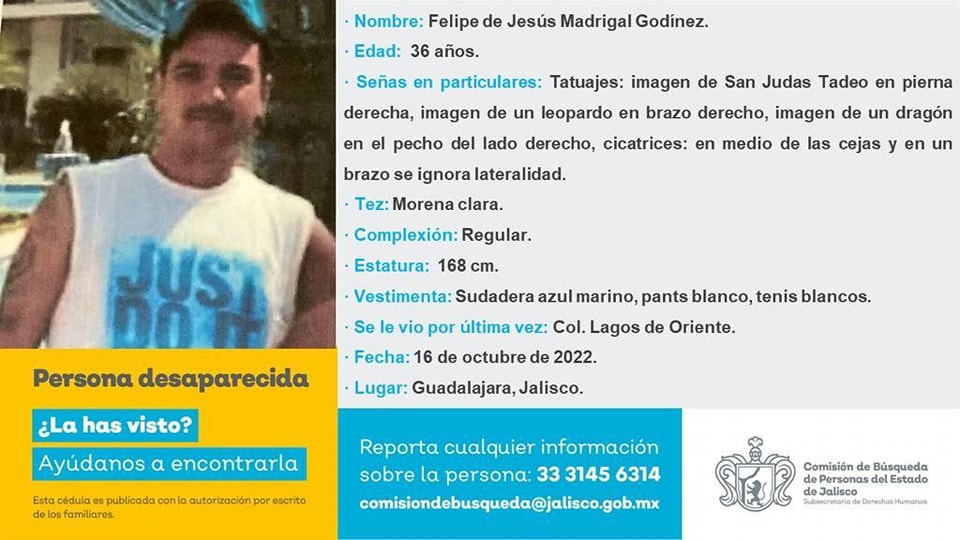 · Nombre: Felipe de Jesús Madrigal Godínez.
· Edad: 36 años.
· Señas en particulares: Tatuajes: imagen de San Judas Tadeo en pierna
derecha, imagen de un leopardo en brazo derecho, imagen de un dragón
en el pecho del lado derecho, cicatrices: en medio de las cejas y en un
brazo se ignora lateralidad.
· Tez: Morena clara.
· Complexión: Regular.
· Estatura: 168 cm.
· Vestimenta: Sudadera azul marino, pants blanco, tenis blancos.
· Se le vio por última vez: Col. Lagos de Oriente.
· Fecha: 16 de octubre de 2022.
· Lugar: Guadalajara, Jalisco.
JUST
DO IT
Persona desaparecida
¿La has visto?
Ayúdanos a encontrarla
Esta cédula es publicada con la autorización por escrito
de los familiares.
Reporta cualquier información
sobre la persona: 33 3145 6314
comisiondebusqueda@jalisco.gob.mx
Comisión de Búsqueda
de Personas del Estado
de Jalisco
Subsecretaría de Derechos Humanos